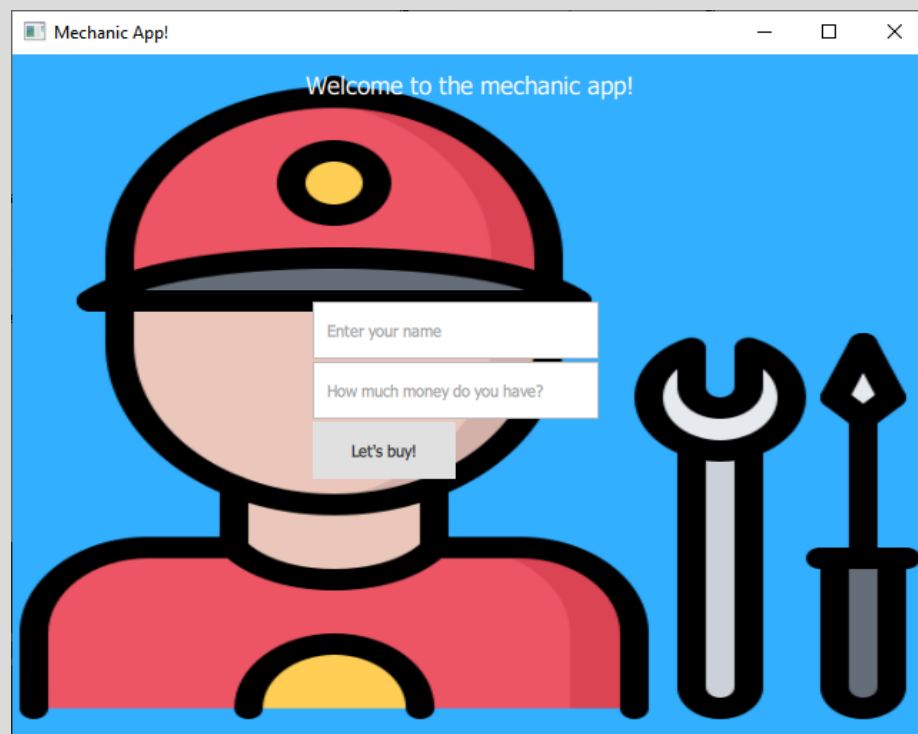 Mechanic App!
Welcome to the mechanic app!
Enter your name
How much money do you have?
Let's buy!